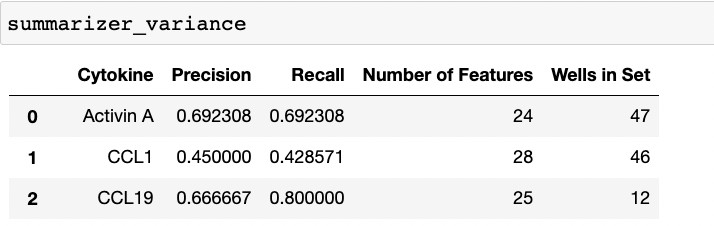 summarizer_variance
Cytokine Precision Recall Number of Features Wells in Set
0 Activin A 0.692308 0.692308 24 47
1 CCL1 0.450000 0.428571 28 46
2 CCL19 0.666667 0.800000 25 12